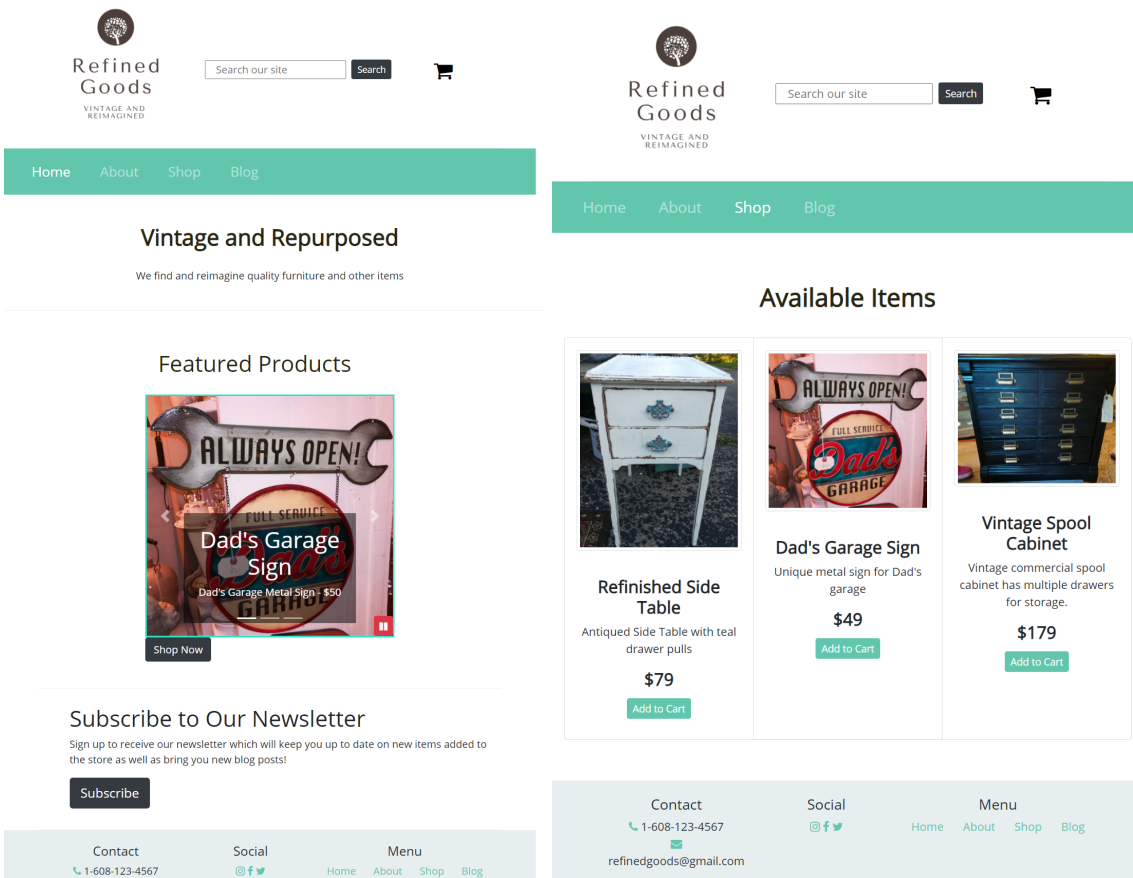 Refined
Goods
VINTAGE AND
REIMAGINED
Search our site
Search
Home
About
Shop
Blog
Vintage and Repurposed
We find and reimagine quality furniture and other items
Featured Products
ALWAYS OPEN!
FULL SERVICE
Dad's
GARAGE
Dad's Garage
Sign
Dad's Garage Metal Sign - $50
Shop Now
Subscribe to Our Newsletter
Sign up to receive our newsletter which will keep you up to date on new items added to
the store as well as bring you new blog posts!
Subscribe
Contact
1-608-123-4567
Social
Menu
Home
About
Shop
Blog
Refined
Goods
VINTAGE AND
REIMAGINED
Search our site
Search
Home
About
Shop
Blog
Available Items
Refinished Side
Table
Antiqued Side Table with teal
drawer pulls
$79
Add to Cart
ALWAYS OPEN!
FULL SERVICE
Dad's
GARAGE
Dad's Garage Sign
Unique metal sign for Dad's
garage
$49
Add to Cart
Vintage Spool
Cabinet
Vintage commercial spool
cabinet has multiple drawers
for storage.
$179
Add to Cart
Contact
1-608-123-4567
refinedgoods@gmail.com
Social
Menu
Home
About
Shop
Blog